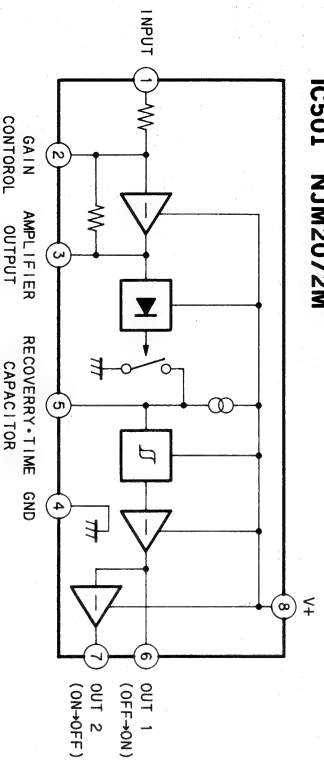 IC501 NJM2072M
INPUT
1
2
GAIN
CONTOROL
3
AMPLIFIER
OUTPUT
5
RECOVERRY•TIME
CAPACITOR
4
GND
8
V+
6
OUT 1
(OFF→ON)
7
OUT 2
(ON→OFF)